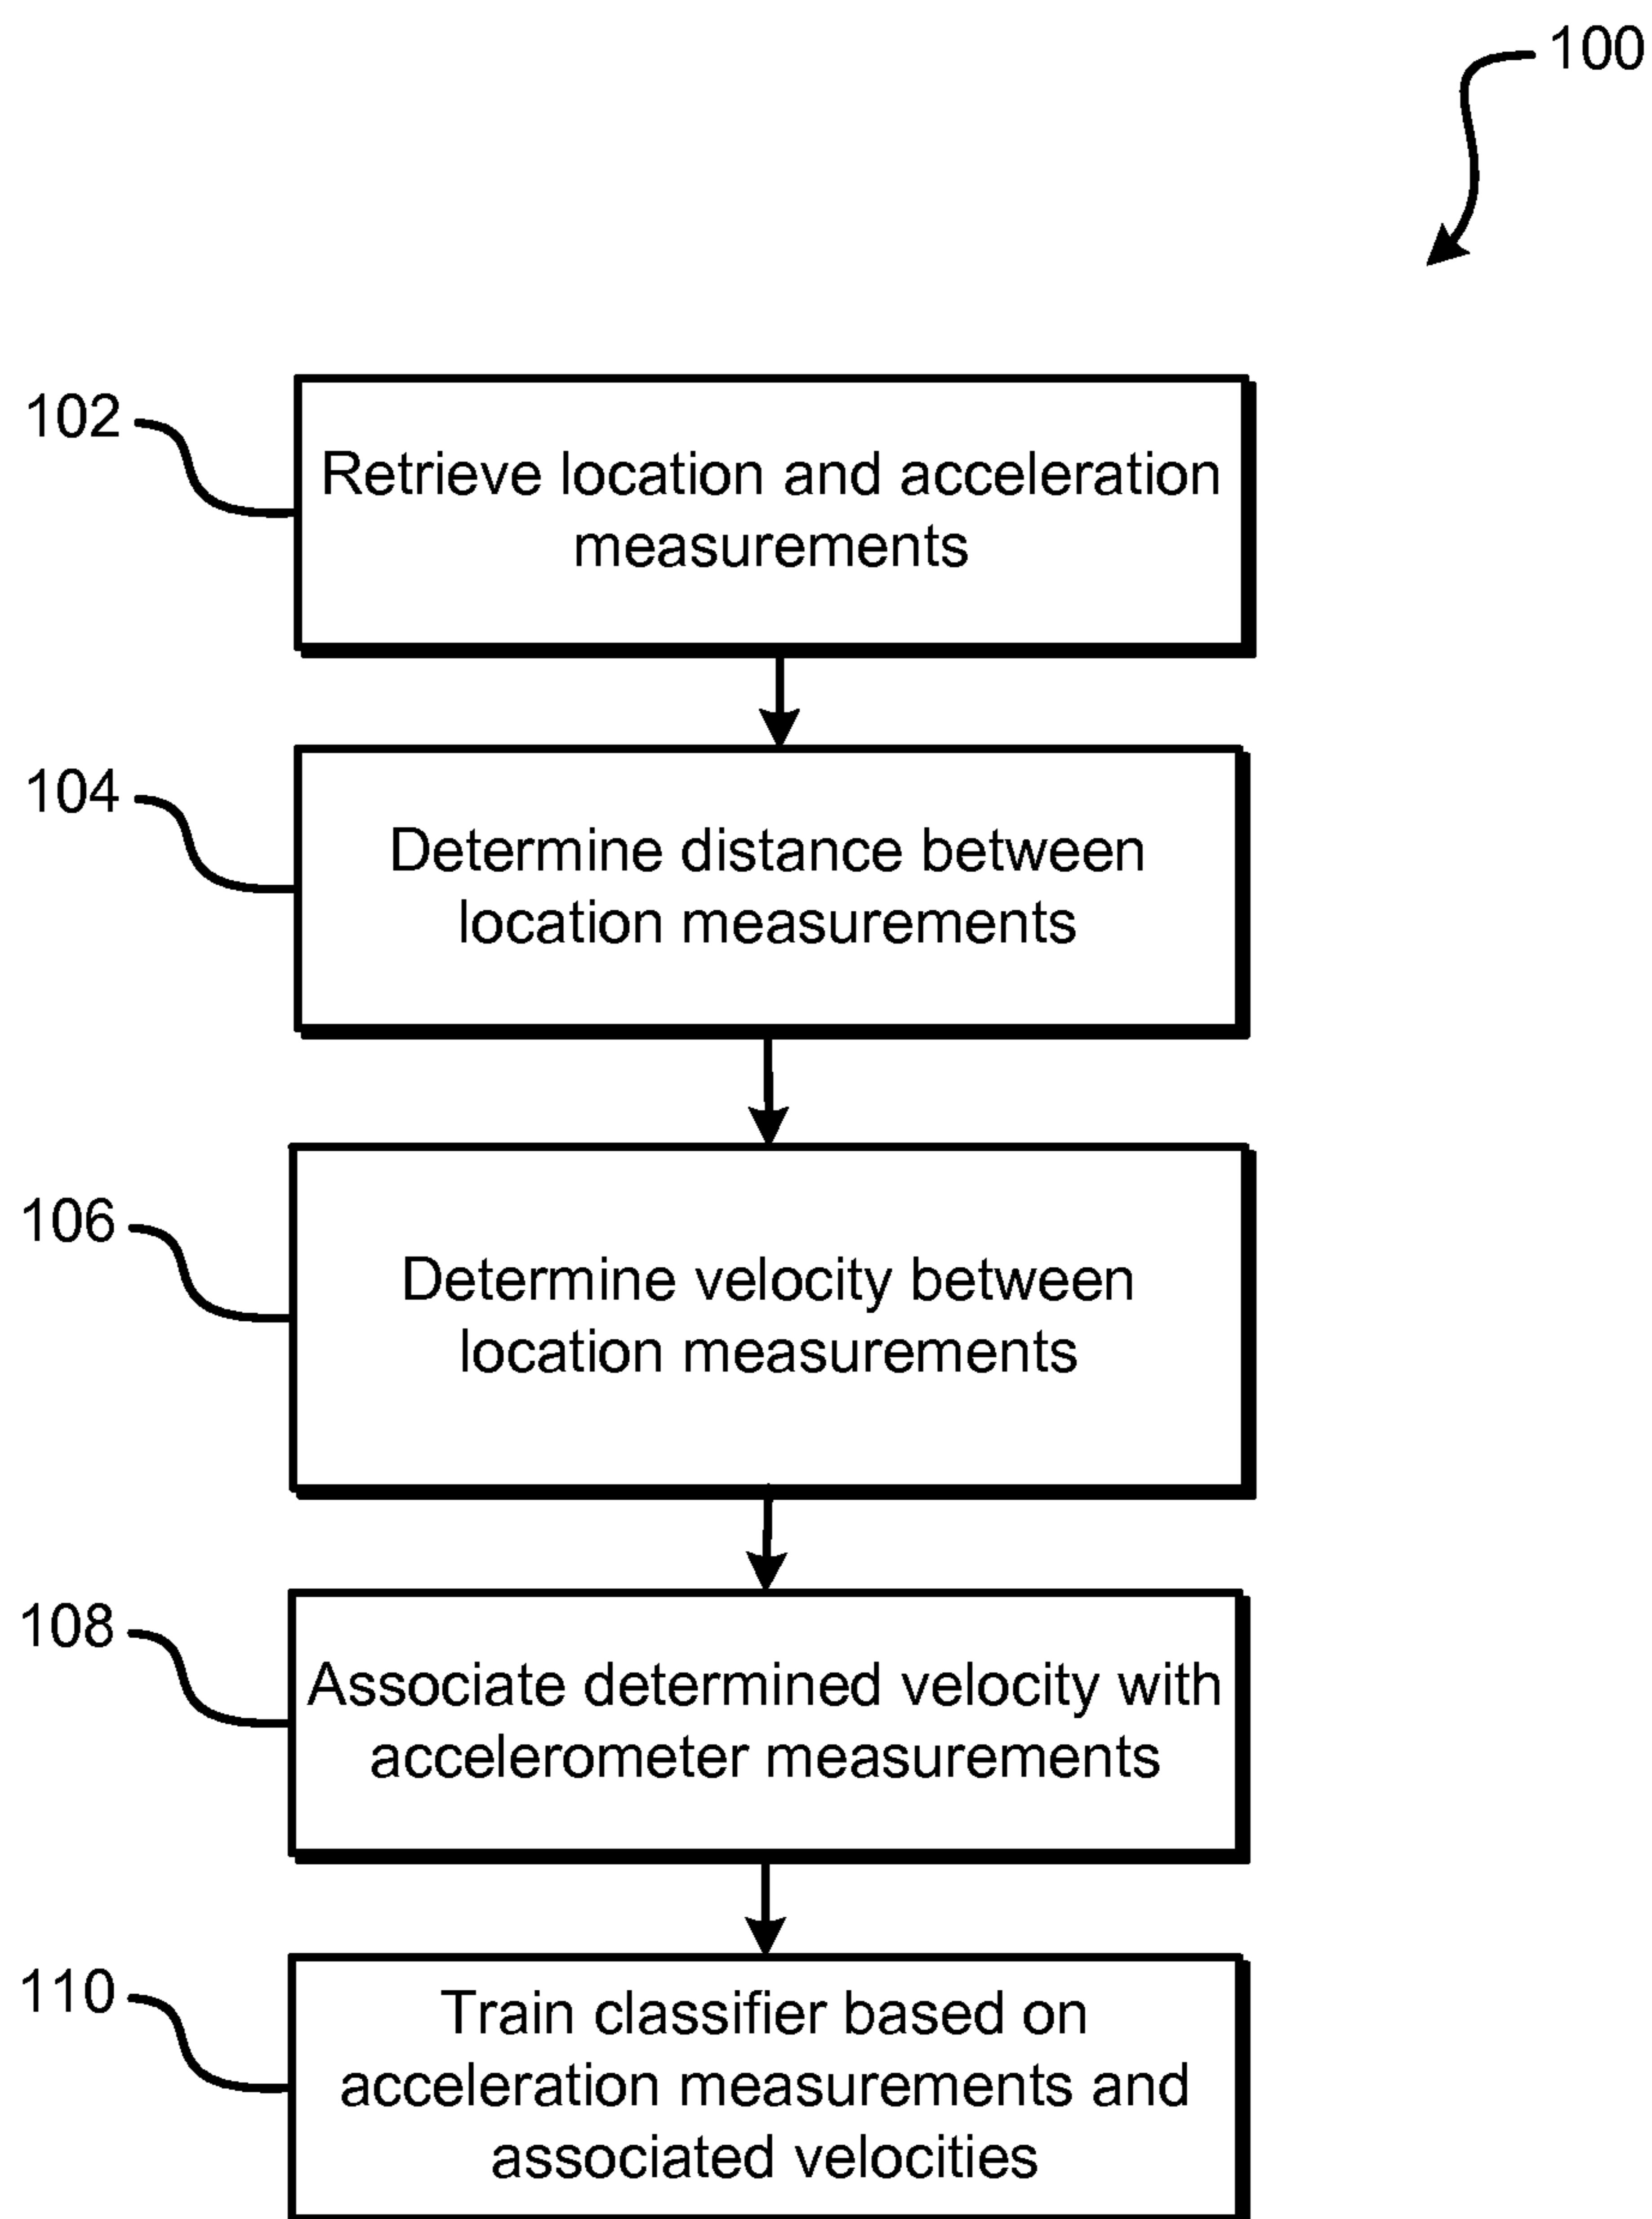 100
102
Retrieve location and acceleration
measurements
104
Determine distance between
location measurements
106
Determine velocity between
location measurements
108
Associate determined velocity with
accelerometer measurements
110
Train classifier based on
acceleration measurements and
associated velocities